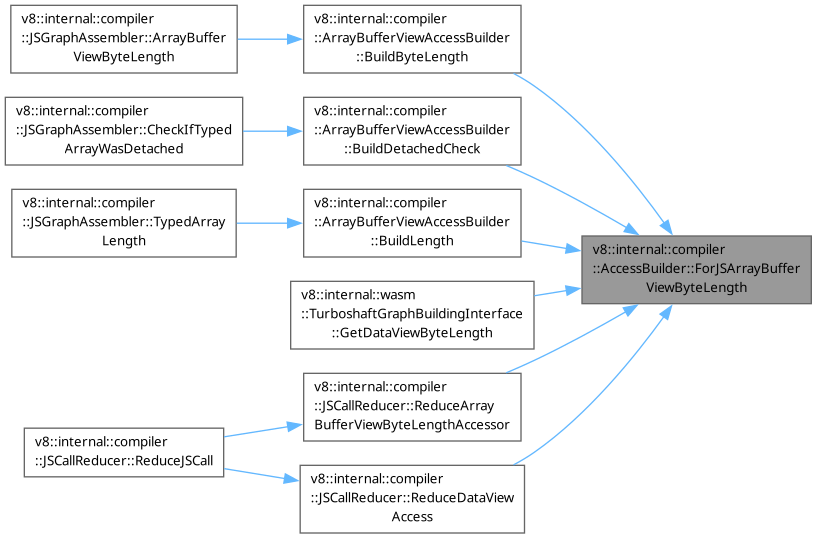 v8::internal::compiler
::JSGraphAssembler::ArrayBuffer
ViewByteLength
v8::internal::compiler
::ArrayBufferViewAccessBuilder
::BuildByteLength
v8::internal::compiler
::JSGraphAssembler::CheckIfTyped
ArrayWasDetached
v8::internal::compiler
::ArrayBufferViewAccessBuilder
::BuildDetachedCheck
v8::internal::compiler
::JSGraphAssembler::TypedArray
Length
v8::internal::compiler
::ArrayBufferViewAccessBuilder
::BuildLength
v8::internal::compiler
::AccessBuilder::ForJSArrayBuffer
ViewByteLength
v8::internal::wasm
::TurboshaftGraphBuildingInterface
::GetDataViewByteLength
v8::internal::compiler
::JSCallReducer::ReduceArray
BufferViewByteLengthAccessor
v8::internal::compiler
::JSCallReducer::ReduceJSCall
v8::internal::compiler
::JSCallReducer::ReduceDataView
Access